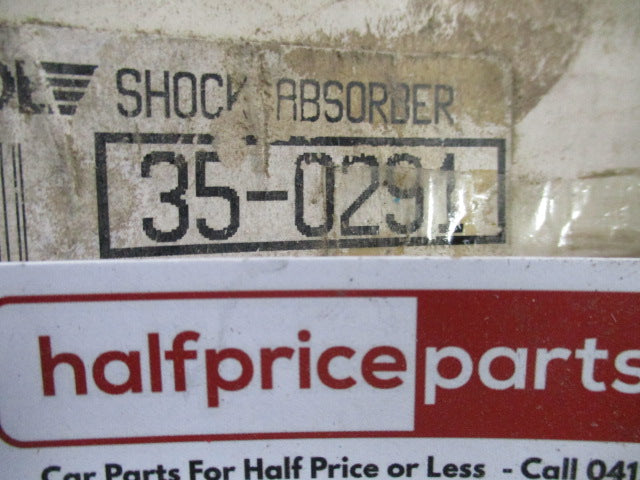 SHOCK ABSORBER
35-0291
halfpriceparts
Car Parts For Half Price or Less - Call 041